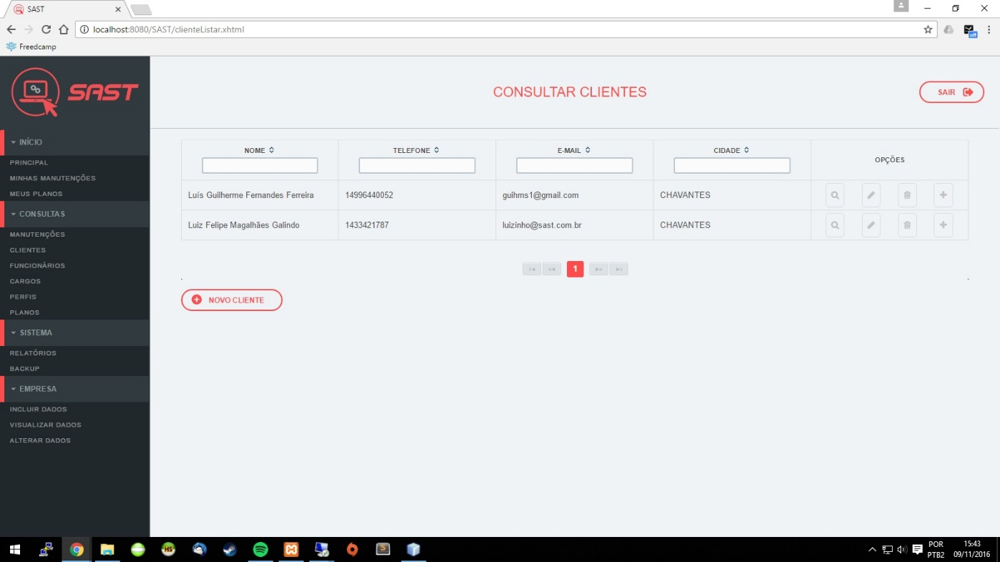 SAST
localhost:8080/SAST/clienteListar.xhtml
Freedcamp
SAST
CONSULTAR CLIENTES
SAIR
INÍCIO
PRINCIPAL
MINHAS MANUTENÇÕES
MEUS PLANOS
CONSULTAS
MANUTENÇÕES
CLIENTES
FUNCIONÁRIOS
CARGOS
PERFIS
PLANOS
SISTEMA
RELATÓRIOS
BACKUP
EMPRESA
INCLUIR DADOS
VISUALIZAR DADOS
ALTERAR DADOS
NOME TELEFONE E-MAIL CIDADE OPÇÕES
Luís Guilherme Fernandes Ferreira 14996440052 guihms1@gmail.com CHAVANTES
Luiz Felipe Magalhães Galindo 1433421787 luizinho@sast.com.br CHAVANTES
1
NOVO CLIENTE
POR 15:43
PTB2 09/11/2016